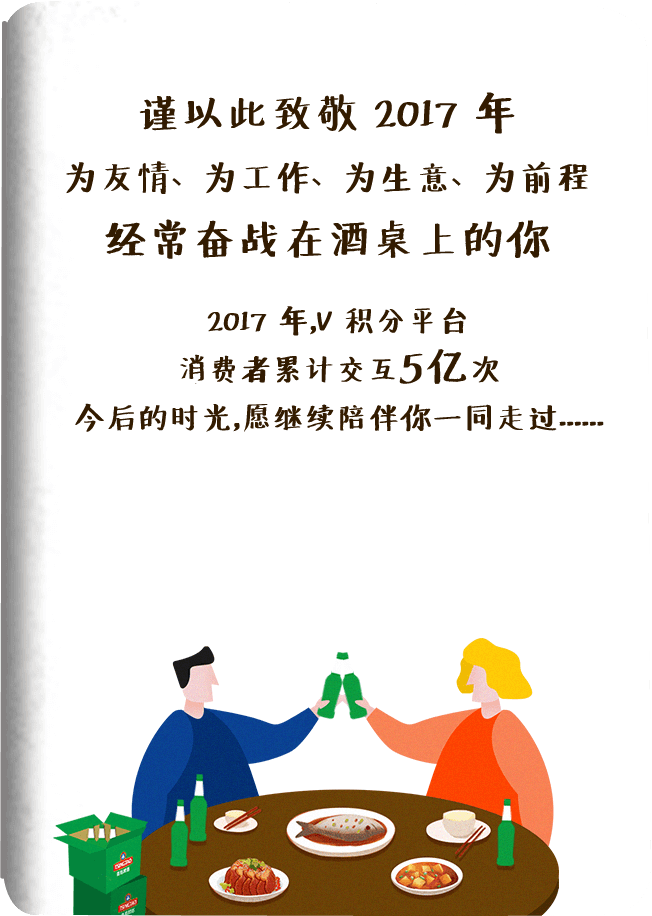 谨以此致敬 2017 年
为友情、为工作、为生意、为前程
经常奋战在酒桌上的你
2017 年,V 积分平台
消费者累计交互5亿次
今后的时光,愿继续陪伴你一同走过......
TSINGTAO
TSINGTAO